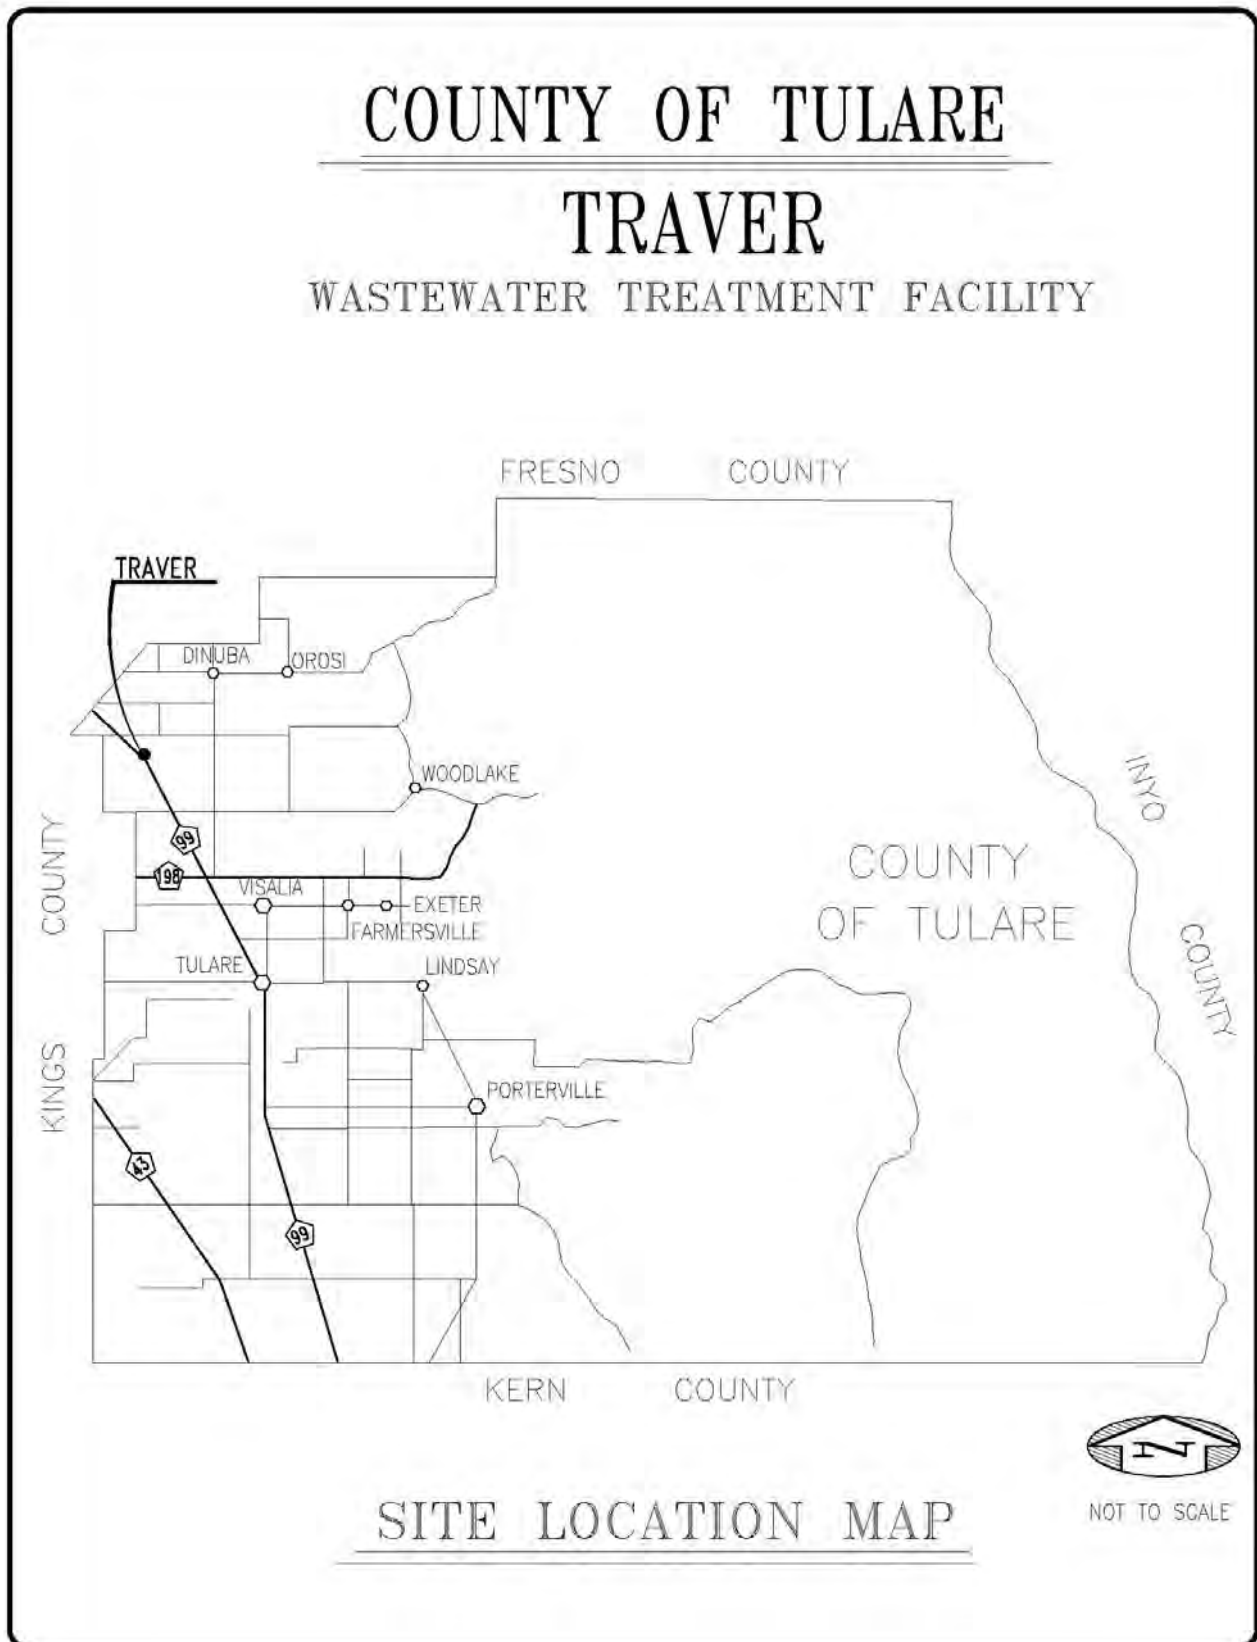 COUNTY OF TULARE
TRAVER
WASTEWATER TREATMENT FACILITY
FRESNO COUNTY
TRAVER
DINUBA
OROSI
WOODLAKE
INYO COUNTY
KINGS COUNTY
99
198
VISALIA
EXETER
FARMERSVILLE
COUNTY
OF TULARE
TULARE
LINDSAY
PORTERVILLE
43
99
KERN COUNTY
N
NOT TO SCALE
SITE LOCATION MAP